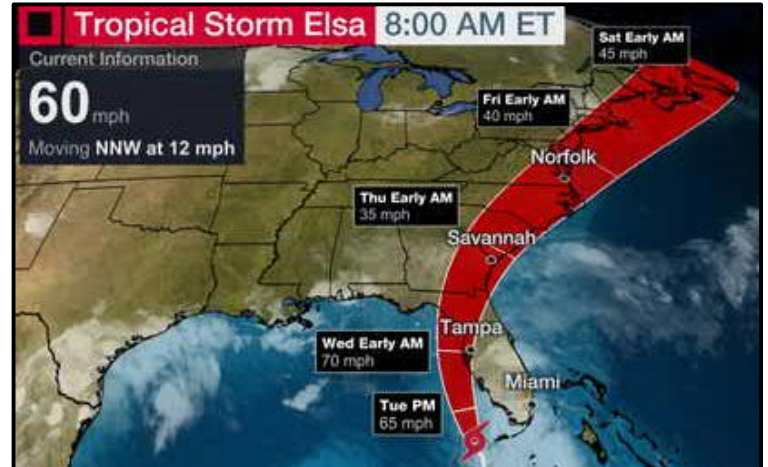 Tropical Storm Elsa 8:00 AM ET
Current Information
60 mph
Moving NNW at 12 mph
Sat Early AM
45 mph
Fri Early AM
40 mph
Norfolk
Thu Early AM
35 mph
Savannah
Tampa
Wed Early AM
70 mph
Miami
Tue PM
65 mph